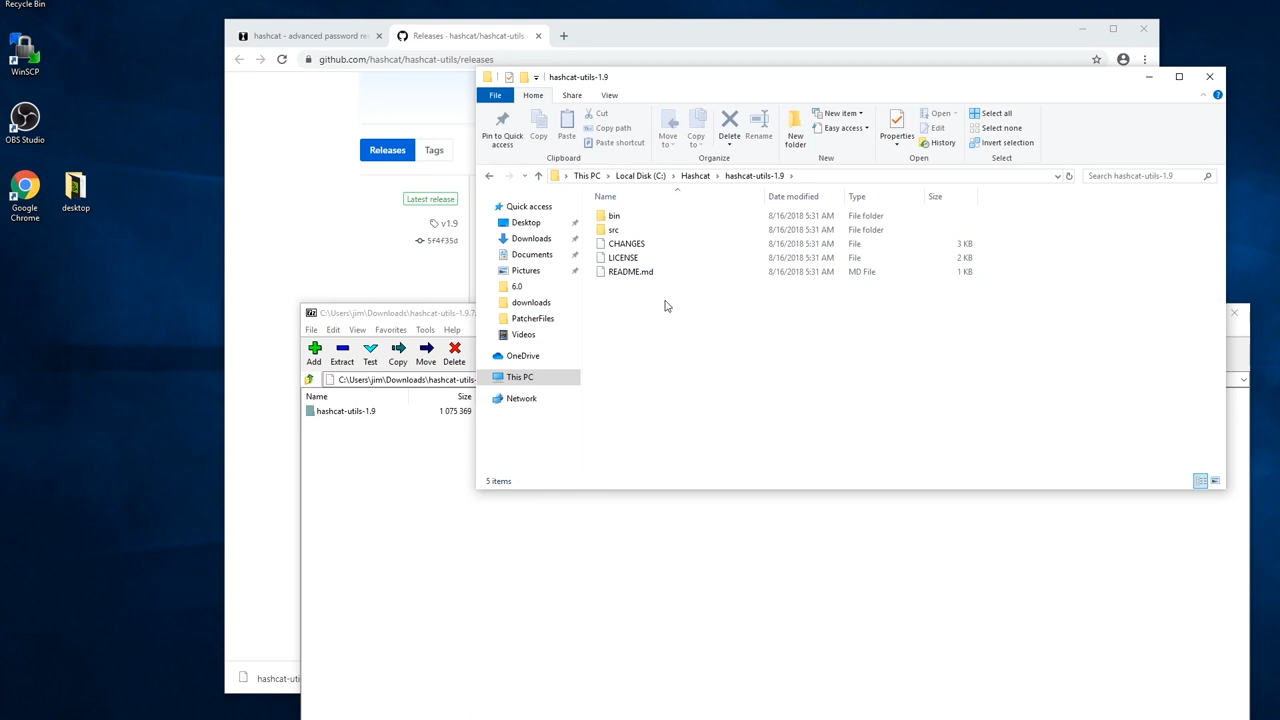 Recycle Bin
WinSCP
OBS Studio
Google
Chrome
desktop
hashcat - advanced password re
Releases · hashcat/hashcat-utils
github.com/hashcat/hashcat-utils/releases
Releases
Tags
Latest release
v1.9
5f4f35d
hashcat-uti
C:\Users\jim\Downloads\hashcat-utils-1.9.7
File Edit View Favorites Tools Help
Add Extract Test Copy Move Delete
C:\Users\jim\Downloads\hashcat-utils-
Name Size
hashcat-utils-1.9 1 075 369
hashcat-utils-1.9
File Home Share View
Pin to Quick
access
Copy
Paste
Cut
Copy path
Paste shortcut
Clipboard
Move
to
Copy
to
Delete
Rename
Organize
New
folder
New item
Easy access
New
Properties
Open
Edit
History
Open
Select all
Select none
Invert selection
Select
This PC Local Disk (C:) Hashcat hashcat-utils-1.9
Search hashcat-utils-1.9
Quick access
Desktop
Downloads
Documents
Pictures
6.0
downloads
PatcherFiles
Videos
OneDrive
This PC
Network
Name Date modified Type Size
bin 8/16/2018 5:31 AM File folder
src 8/16/2018 5:31 AM File folder
CHANGES 8/16/2018 5:31 AM File 3 KB
LICENSE 8/16/2018 5:31 AM File 2 KB
README.md 8/16/2018 5:31 AM MD File 1 KB
5 items